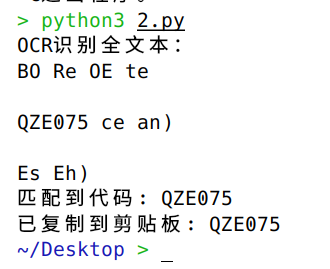 > python3 2.py
OCR识别全文本：
BO Re OE te
QZE075 ce an)
Es Eh)
匹配到代码: QZE075
已复制到剪贴板: QZE075
~/Desktop >